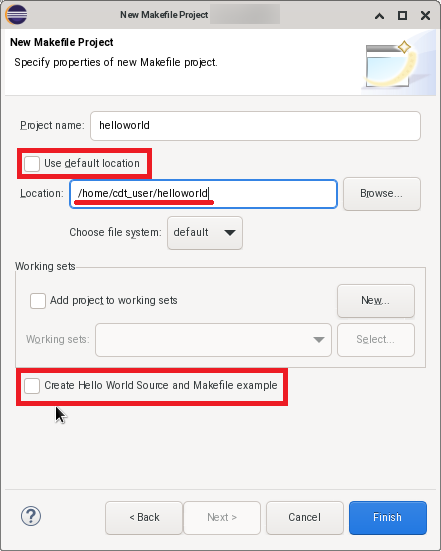 New Makefile Project
New Makefile Project
Specify properties of new Makefile project.
Project name: helloworld
Use default location
Location: /home/cdt_user/helloworld Browse...
Choose file system: default
Working sets
Add project to working sets New...
Working sets: Select...
Create Hello World Source and Makefile example
? < Back Next > Cancel Finish